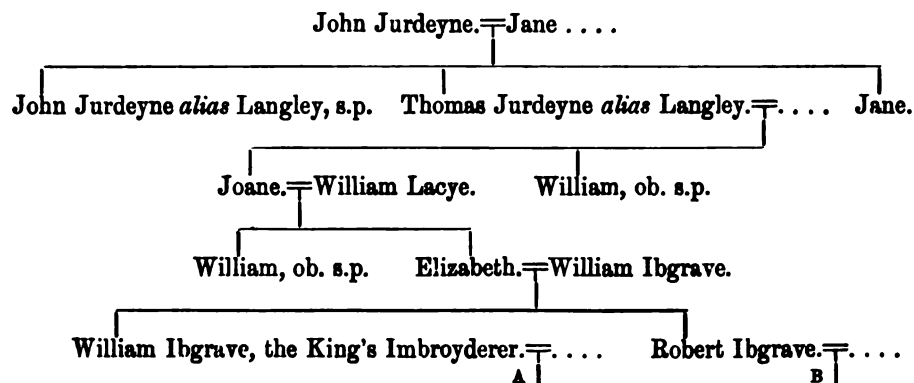 John Jurdeyne. Jane . . . .
John Jurdeyne alias Langley, s.p. Thomas Jurdeyne alias Langley. . . . . Jane.
Joane. William Lacye. William, ob. s.p.
William, ob. s.p. Elizabeth. William Ibgrave.
William Ibgrave, the King's Imbroyderer. . . . . Robert Ibgrave. . . . .
A B